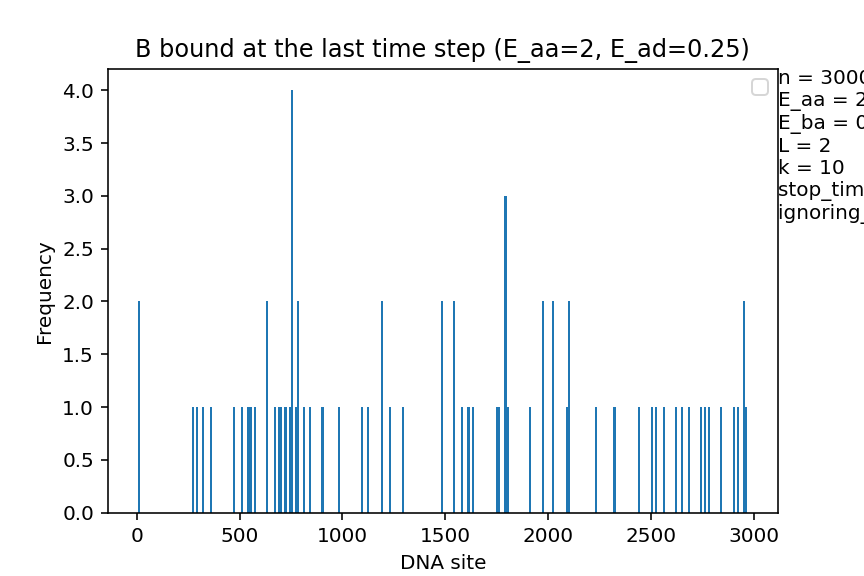 B bound at the last time step (E_aa=2, E_ad=0.25)
n = 3000
E_aa = 2
E_ba = 0
L = 2
k = 10
stop_tim
ignoring_
4.0
3.5
3.0
2.5
2.0
1.5
1.0
0.5
0.0
Frequency
0 500 1000 1500 2000 2500 3000
DNA site